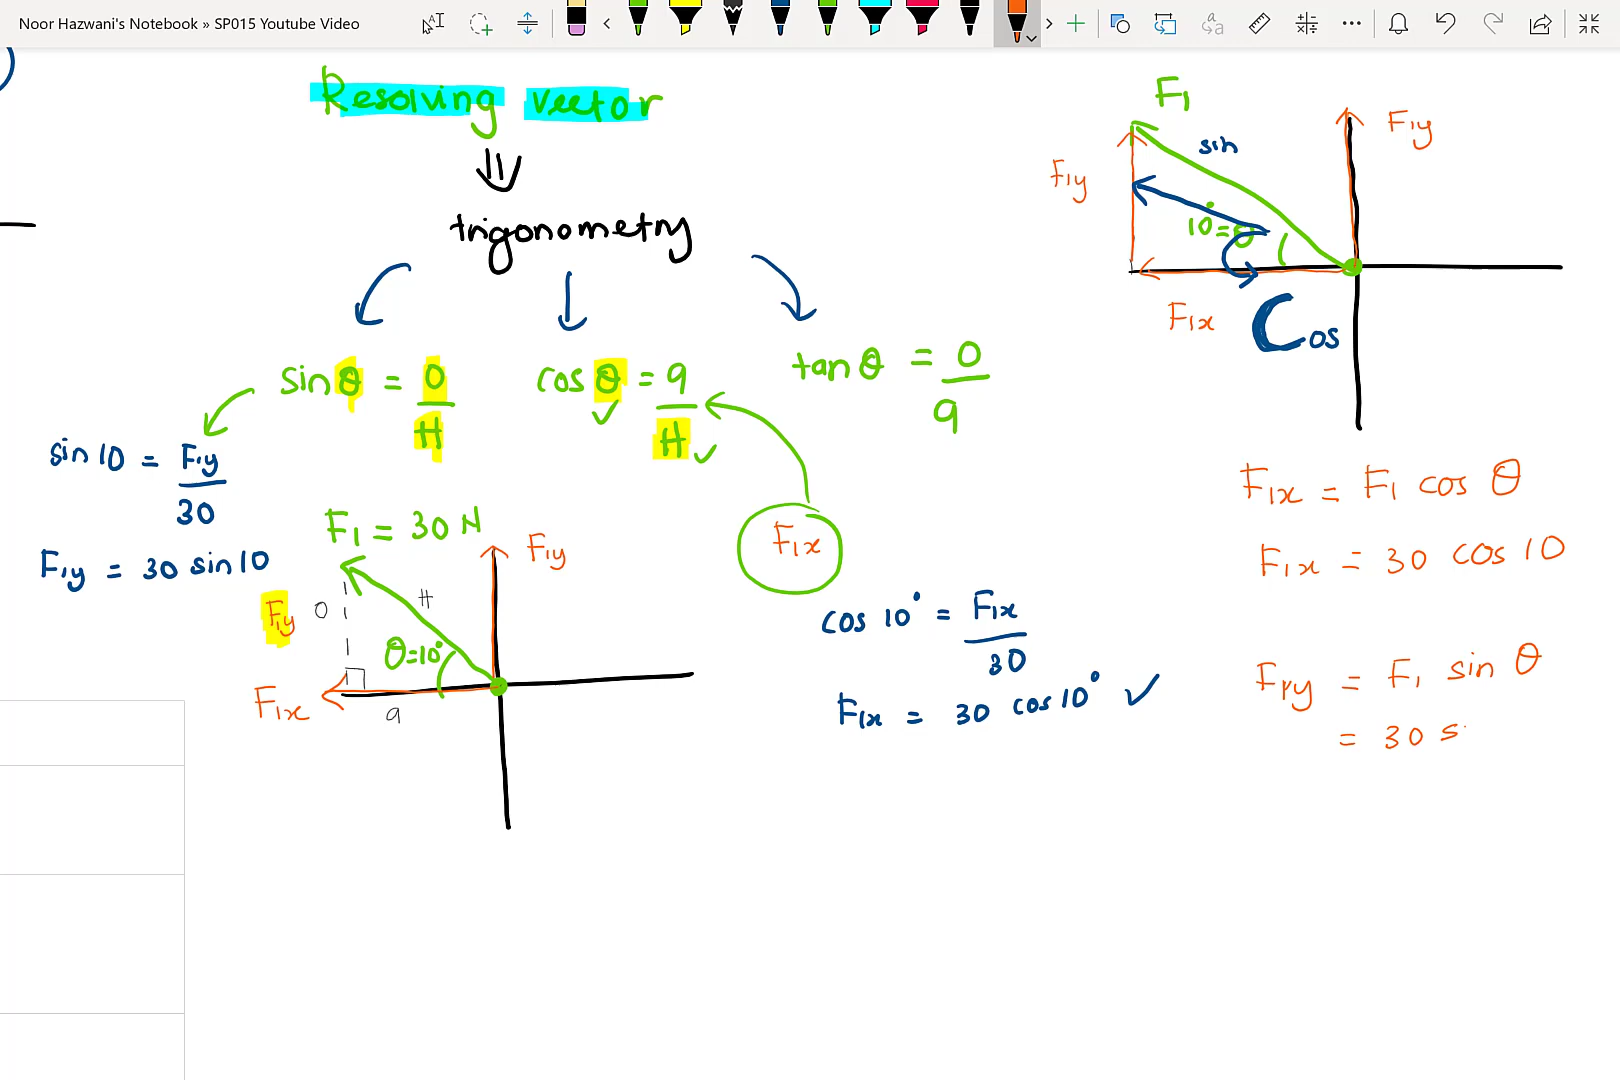 Noor Hazwani's Notebook » SP015 Youtube Video
Resolving vector
trigonometry
sin θ = O/H
cos θ = a/H
tan θ = O/a
sin 10 = F1y/30
F1y = 30 sin 10
F1 = 30 N
F1y
H
O
F1y
θ = 10°
F1x
a
F1x
cos 10° = F1x/30
F1x = 30 cos 10° ✓
F1
sin
F1y
F1y
10° = θ
F1x
Cos
F1x = F1 cos θ
F1x = 30 cos 10
F1y = F1 sin θ
= 30 s